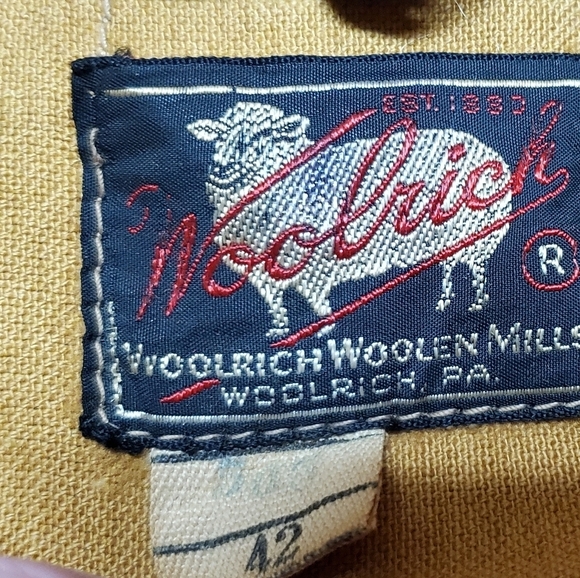 EST. 1830
Woolrich
®
WOOLRICH WOOLEN MILLS
WOOLRICH, PA.
42